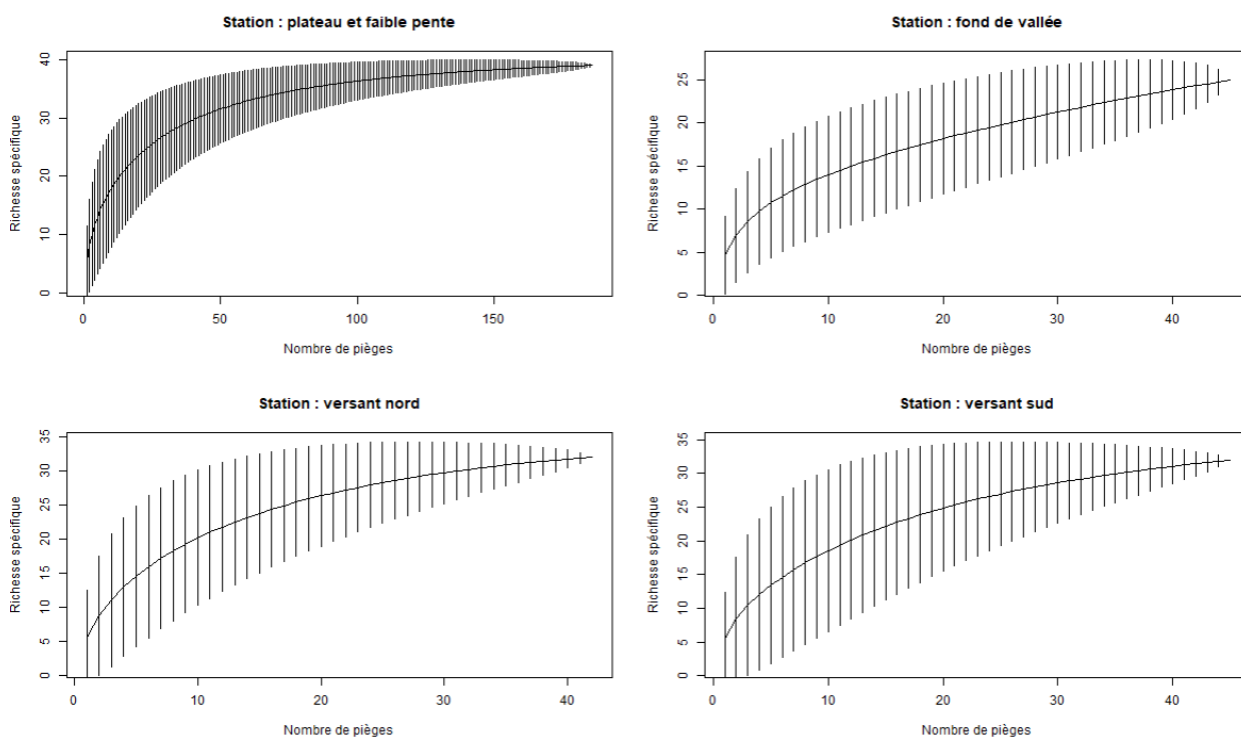 Station : plateau et faible pente
Richesse spécifique
0 10 20 30 40
0 50 100 150
Nombre de pièges
Station : fond de vallée
Richesse spécifique
0 5 10 15 20 25
0 10 20 30 40
Nombre de pièges
Station : versant nord
Richesse spécifique
0 5 10 15 20 25 30 35
0 10 20 30 40
Nombre de pièges
Station : versant sud
Richesse spécifique
0 5 10 15 20 25 30 35
0 10 20 30 40
Nombre de pièges